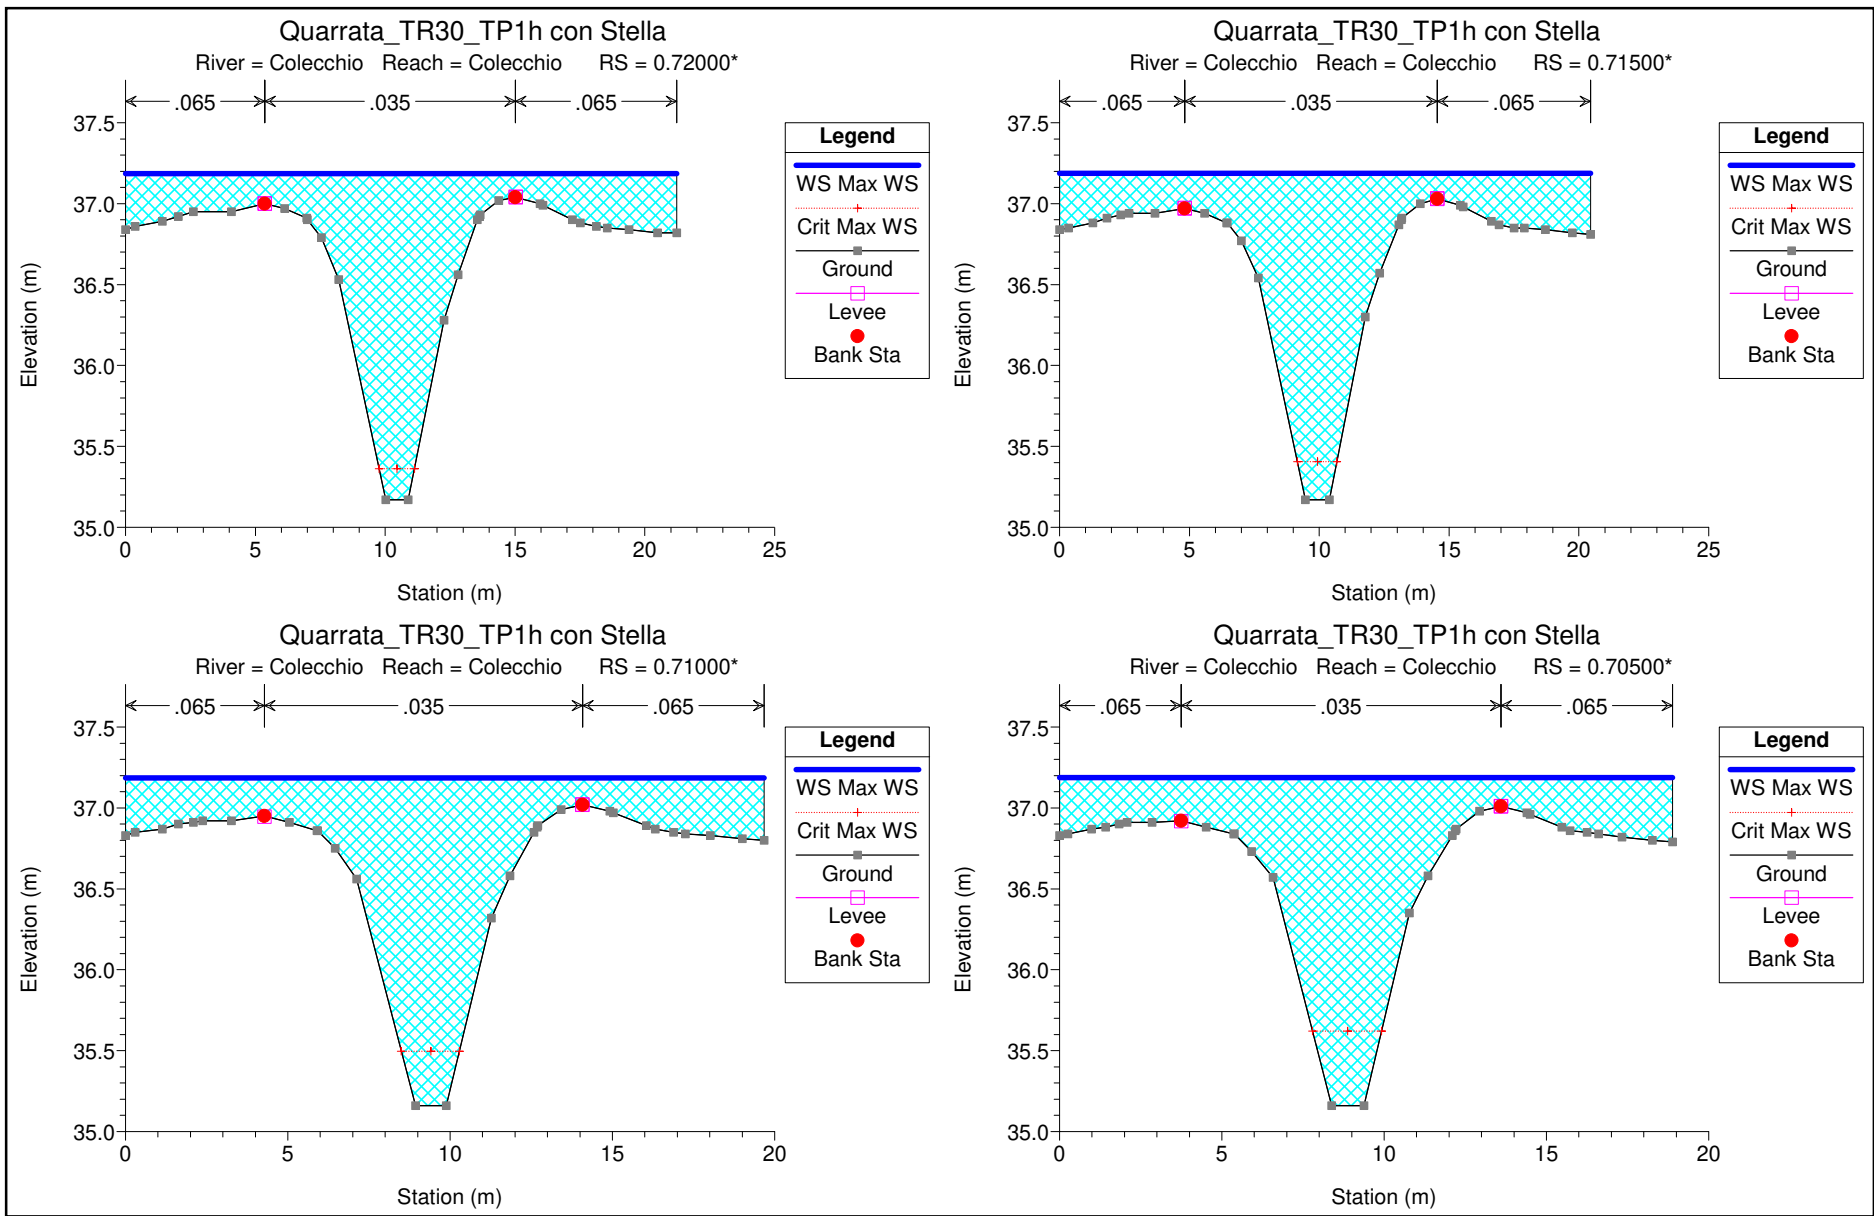 Quarrata_TR30_TP1h con Stella
River = Colecchio Reach = Colecchio RS = 0.72000*
.065 .035 .065
37.5
37.0
36.5
36.0
35.5
35.0
Elevation (m)
0 5 10 15 20 25
Station (m)
Legend
WS Max WS
Crit Max WS
Ground
Levee
Bank Sta
Quarrata_TR30_TP1h con Stella
River = Colecchio Reach = Colecchio RS = 0.71500*
.065 .035 .065
37.5
37.0
36.5
36.0
35.5
35.0
Elevation (m)
0 5 10 15 20 25
Station (m)
Legend
WS Max WS
Crit Max WS
Ground
Levee
Bank Sta
Quarrata_TR30_TP1h con Stella
River = Colecchio Reach = Colecchio RS = 0.71000*
.065 .035 .065
37.5
37.0
36.5
36.0
35.5
35.0
Elevation (m)
0 5 10 15 20
Station (m)
Legend
WS Max WS
Crit Max WS
Ground
Levee
Bank Sta
Quarrata_TR30_TP1h con Stella
River = Colecchio Reach = Colecchio RS = 0.70500*
.065 .035 .065
37.5
37.0
36.5
36.0
35.5
35.0
Elevation (m)
0 5 10 15 20
Station (m)
Legend
WS Max WS
Crit Max WS
Ground
Levee
Bank Sta